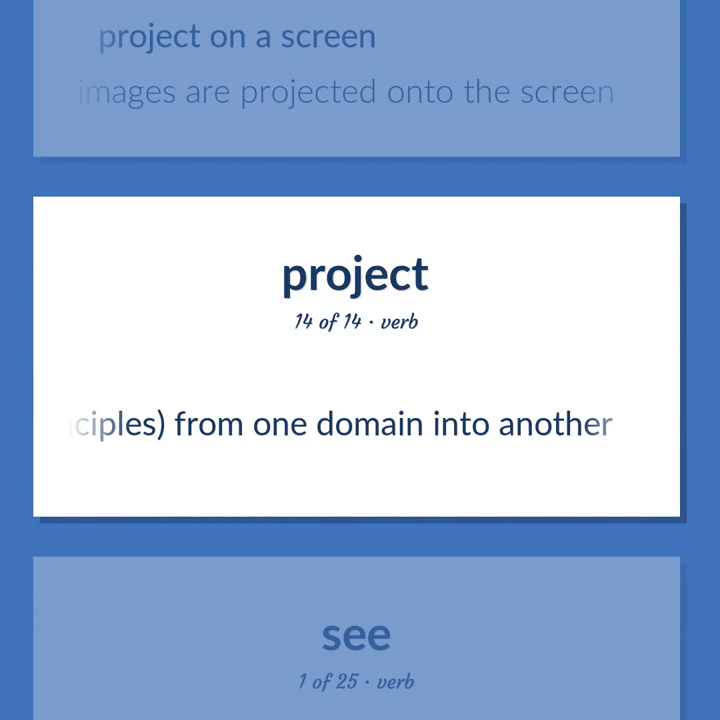 project on a screen
images are projected onto the screen
project
14 of 14 · verb
ciples) from one domain into another
see
1 of 25 · verb